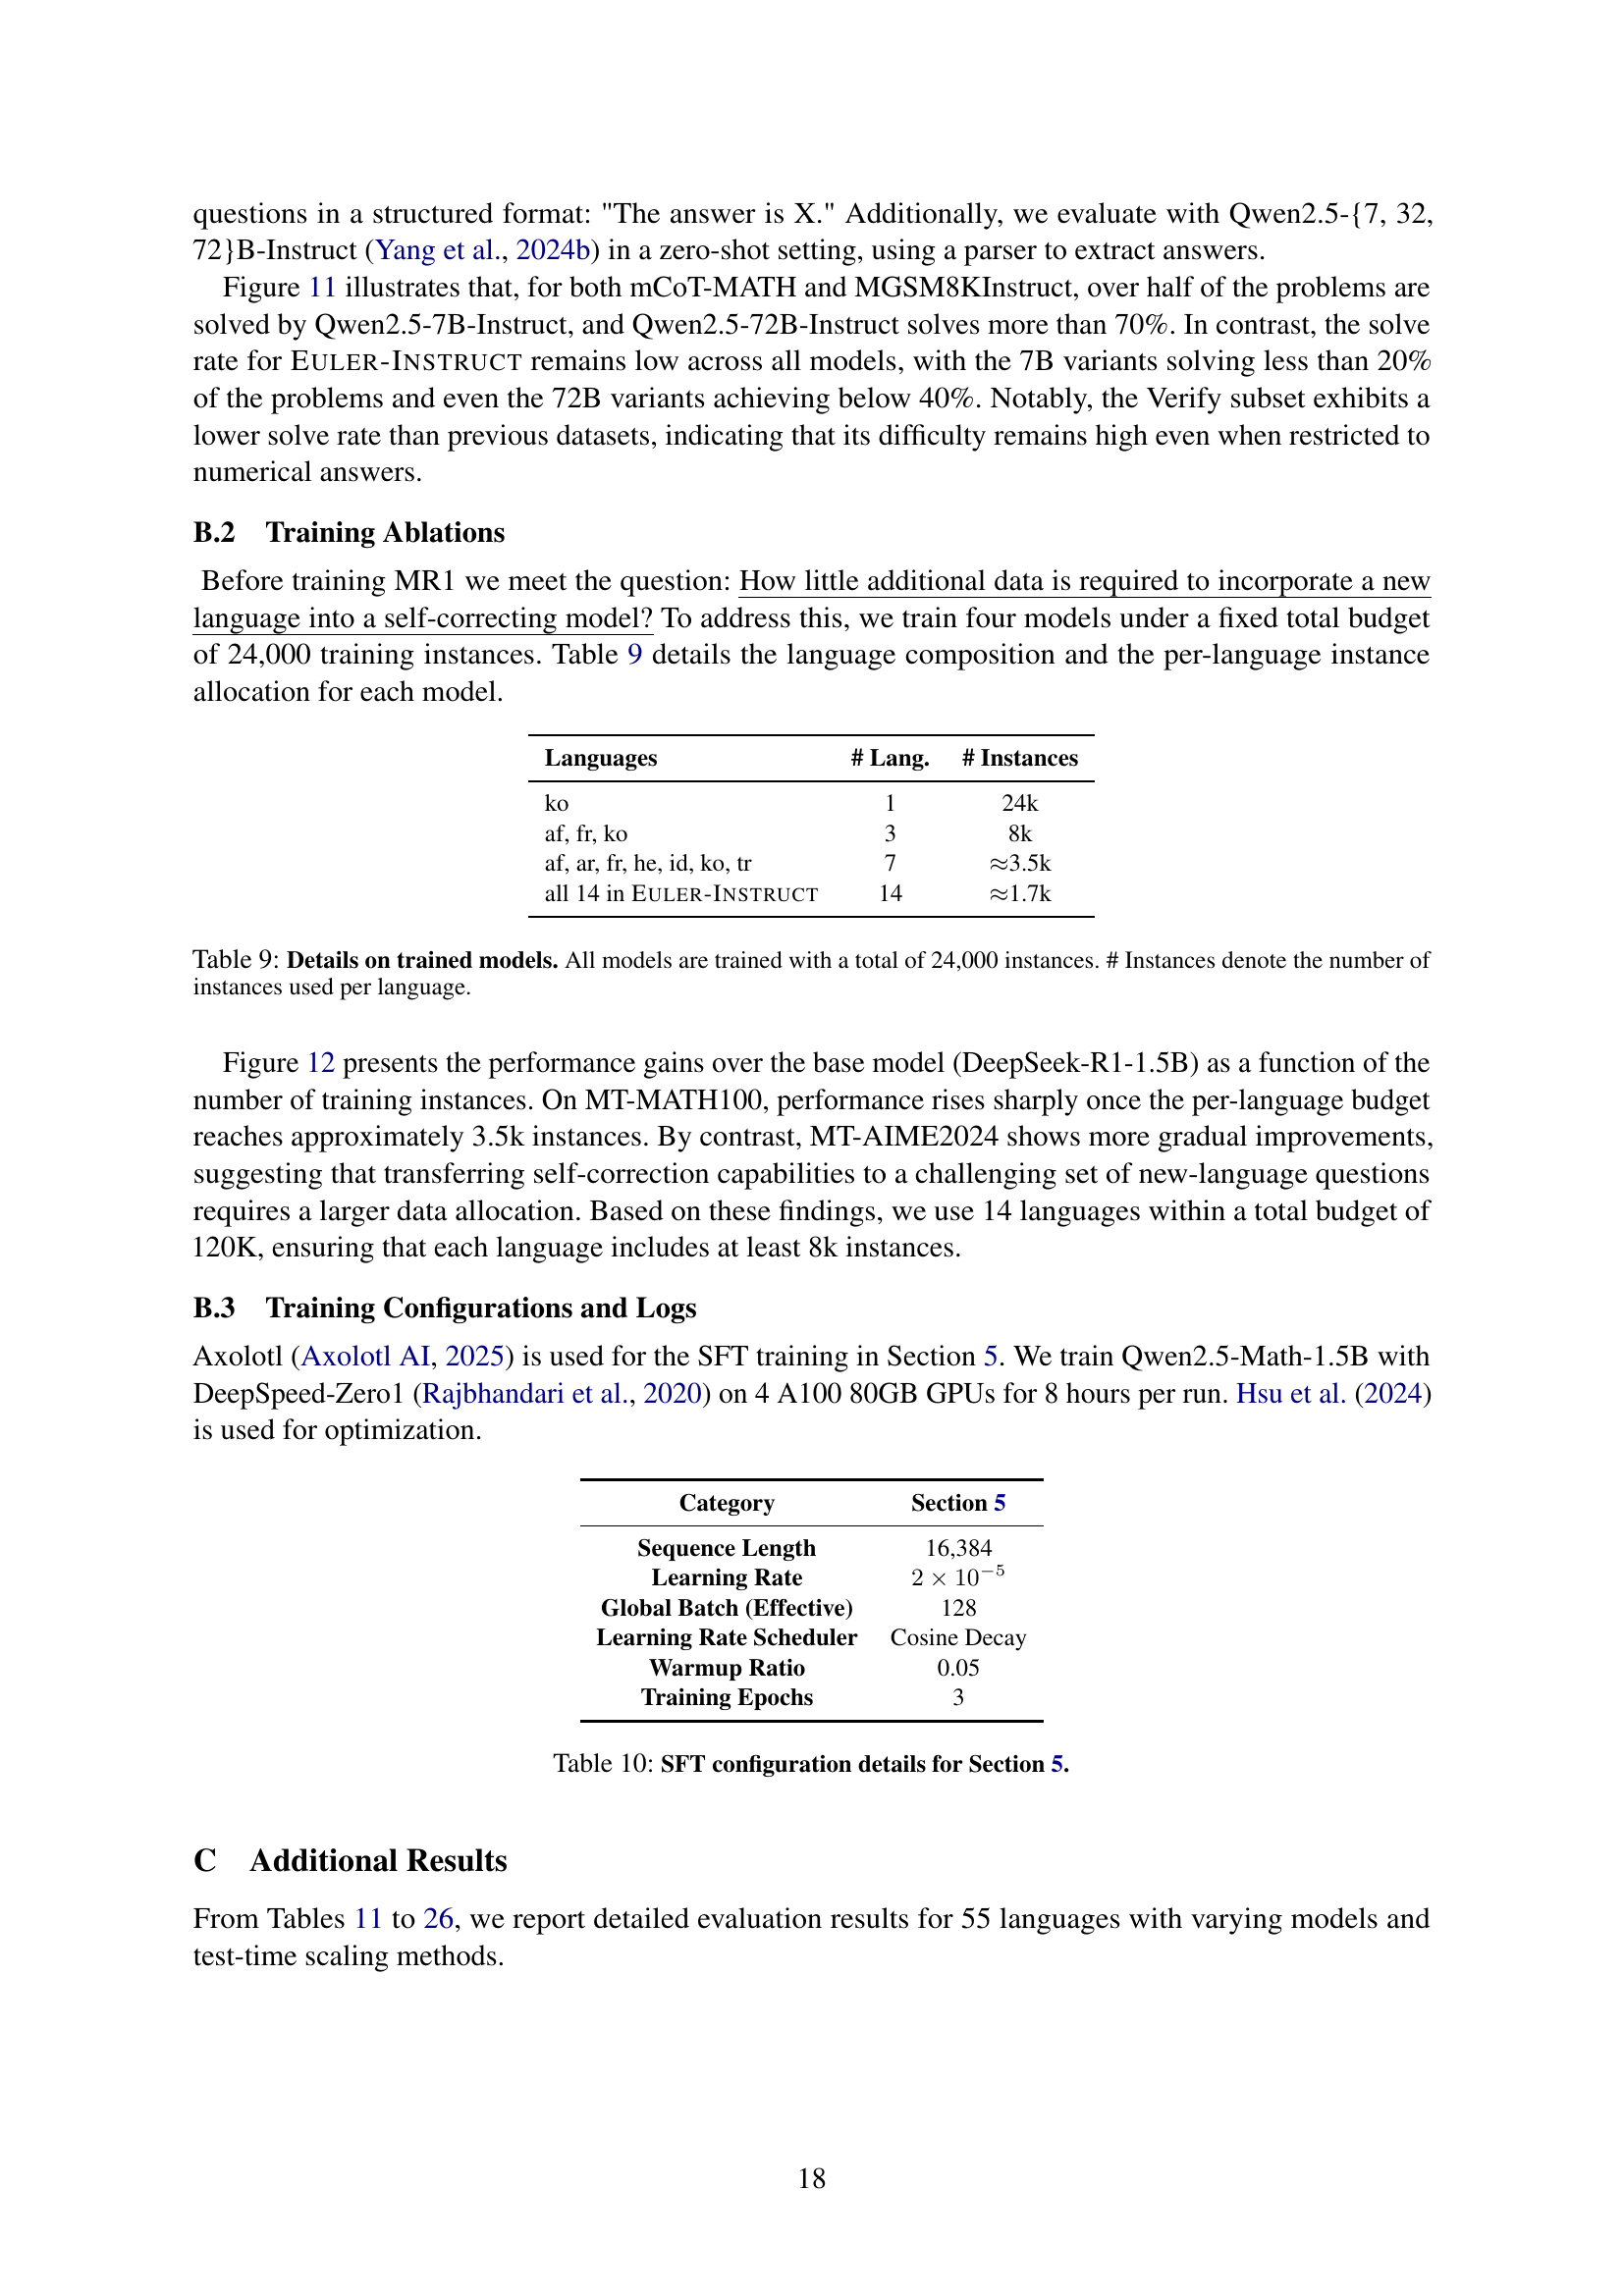 questions in a structured format: "The answer is X." Additionally, we evaluate with Qwen2.5-{7, 32,
72}B-Instruct (Yang et al., 2024b) in a zero-shot setting, using a parser to extract answers.
Figure 11 illustrates that, for both mCoT-MATH and MGSM8KInstruct, over half of the problems are
solved by Qwen2.5-7B-Instruct, and Qwen2.5-72B-Instruct solves more than 70%. In contrast, the solve
rate for EULER-INSTRUCT remains low across all models, with the 7B variants solving less than 20%
of the problems and even the 72B variants achieving below 40%. Notably, the Verify subset exhibits a
lower solve rate than previous datasets, indicating that its difficulty remains high even when restricted to
numerical answers.
B.2 Training Ablations
Before training MR1 we meet the question: How little additional data is required to incorporate a new
language into a self-correcting model? To address this, we train four models under a fixed total budget
of 24,000 training instances. Table 9 details the language composition and the per-language instance
allocation for each model.
Languages # Lang. # Instances
ko 1 24k
af, fr, ko 3 8k
af, ar, fr, he, id, ko, tr 7 ≈3.5k
all 14 in EULER-INSTRUCT 14 ≈1.7k
Table 9: Details on trained models. All models are trained with a total of 24,000 instances. # Instances denote the number of
instances used per language.
Figure 12 presents the performance gains over the base model (DeepSeek-R1-1.5B) as a function of the
number of training instances. On MT-MATH100, performance rises sharply once the per-language budget
reaches approximately 3.5k instances. By contrast, MT-AIME2024 shows more gradual improvements,
suggesting that transferring self-correction capabilities to a challenging set of new-language questions
requires a larger data allocation. Based on these findings, we use 14 languages within a total budget of
120K, ensuring that each language includes at least 8k instances.
B.3 Training Configurations and Logs
Axolotl (Axolotl AI, 2025) is used for the SFT training in Section 5. We train Qwen2.5-Math-1.5B with
DeepSpeed-Zero1 (Rajbhandari et al., 2020) on 4 A100 80GB GPUs for 8 hours per run. Hsu et al. (2024)
is used for optimization.
Category Section 5
Sequence Length 16,384
Learning Rate 2 × 10⁻⁵
Global Batch (Effective) 128
Learning Rate Scheduler Cosine Decay
Warmup Ratio 0.05
Training Epochs 3
Table 10: SFT configuration details for Section 5.
C Additional Results
From Tables 11 to 26, we report detailed evaluation results for 55 languages with varying models and
test-time scaling methods.
18